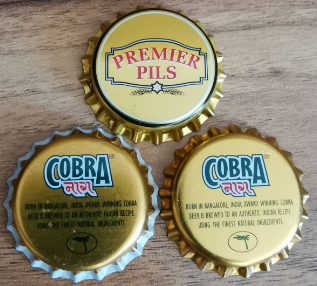 PREMIER
PILS
COBRA
नाग
BORN IN BANGALORE, INDIA, AWARD WINNING COBRA
BEER IS BREWED TO AN AUTHENTIC INDIAN RECIPE,
USING THE FINEST NATURAL INGREDIENTS.
COBRA
नाग
BORN IN BANGALORE, INDIA, AWARD WINNING COBRA
BEER IS BREWED TO AN AUTHENTIC INDIAN RECIPE,
USING THE FINEST NATURAL INGREDIENTS.